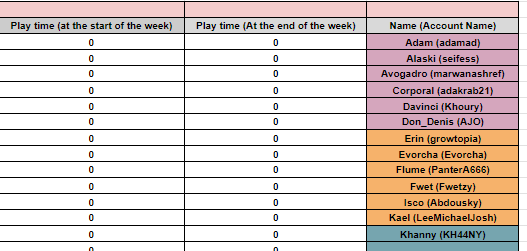 Play time (at the start of the week) Play time (At the end of the week) Name (Account Name)
0 0 Adam (adamad)
0 0 Alaski (seifess)
0 0 Avogadro (marwanashref)
0 0 Corporal (adakrab21)
0 0 Davinci (Khoury)
0 0 Don_Denis (AJO)
0 0 Erin (growtopia)
0 0 Evorcha (Evorcha)
0 0 Flume (PanterA666)
0 0 Fwet (Fwetzy)
0 0 Isco (Abdousky)
0 0 Kael (LeeMichaelJosh)
0 0 Khanny (KH44NY)